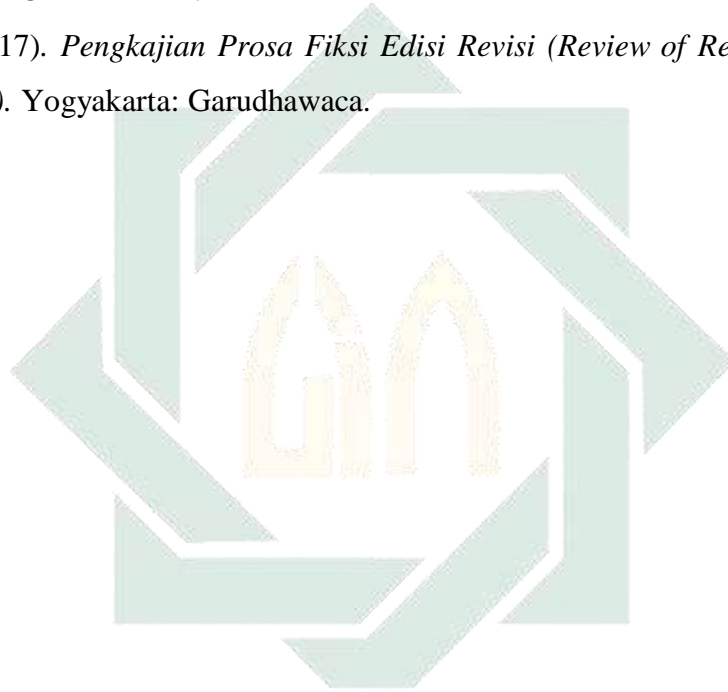 17). Pengkajian Prosa Fiksi Edisi Revisi (Review of Re
). Yogyakarta: Garudhawaca.